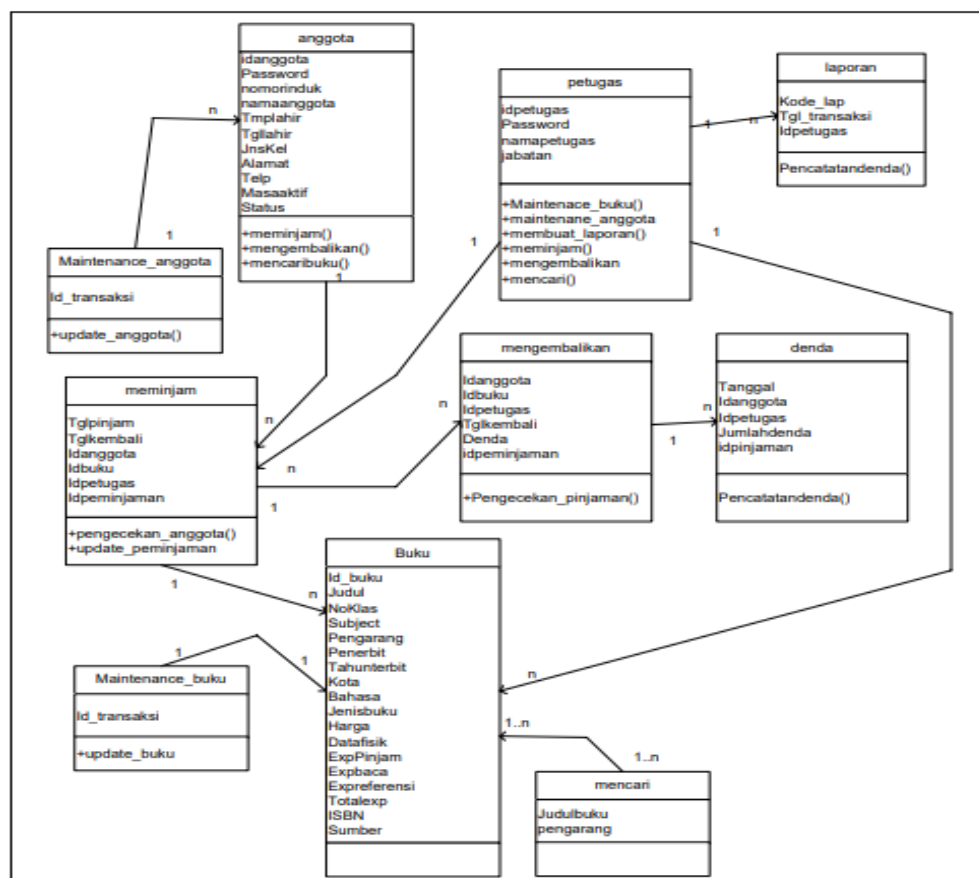 anggota
idanggota
Password
nomorinduk
namaanggota
Tmplahir
Tgllahir
JnsKel
Alamat
Telp
Masaaktif
Status
+meminjam()
+mengembalikan()
+mencaribuku()
1
petugas
idpetugas
Password
namapetugas
jabatan
+Maintenace_buku()
+maintenane_anggota
+membuat_laporan()
+meminjam()
+mengembalikan
+mencari()
laporan
Kode_lap
Tgl_transaksi
Idpetugas
Pencatatandenda()
1
n
n
1
1
1
Maintenance_anggota
Id_transaksi
+update_anggota()
meminjam
Tglpinjam
Tglkembali
Idanggota
Idbuku
Idpetugas
Idpeminjaman
+pengecekan_anggota()
+update_peminjaman
n
n
1
n
mengembalikan
Idanggota
Idbuku
Idpetugas
Tglkembali
Denda
idpeminjaman
+Pengecekan_pinjaman()
1
n
denda
Tanggal
Idanggota
Idpetugas
Jumlahdenda
idpinjaman
Pencatatandenda()
1
n
Buku
Id_buku
Judul
NoKlas
Subject
Pengarang
Penerbit
Tahunterbit
Kota
Bahasa
Jenisbuku
Harga
Datafisik
ExpPinjam
Expbaca
Expreferensi
Totalexp
ISBN
Sumber
1
1
n
Maintenance_buku
Id_transaksi
+update_buku
1..n
1..n
mencari
Judulbuku
pengarang